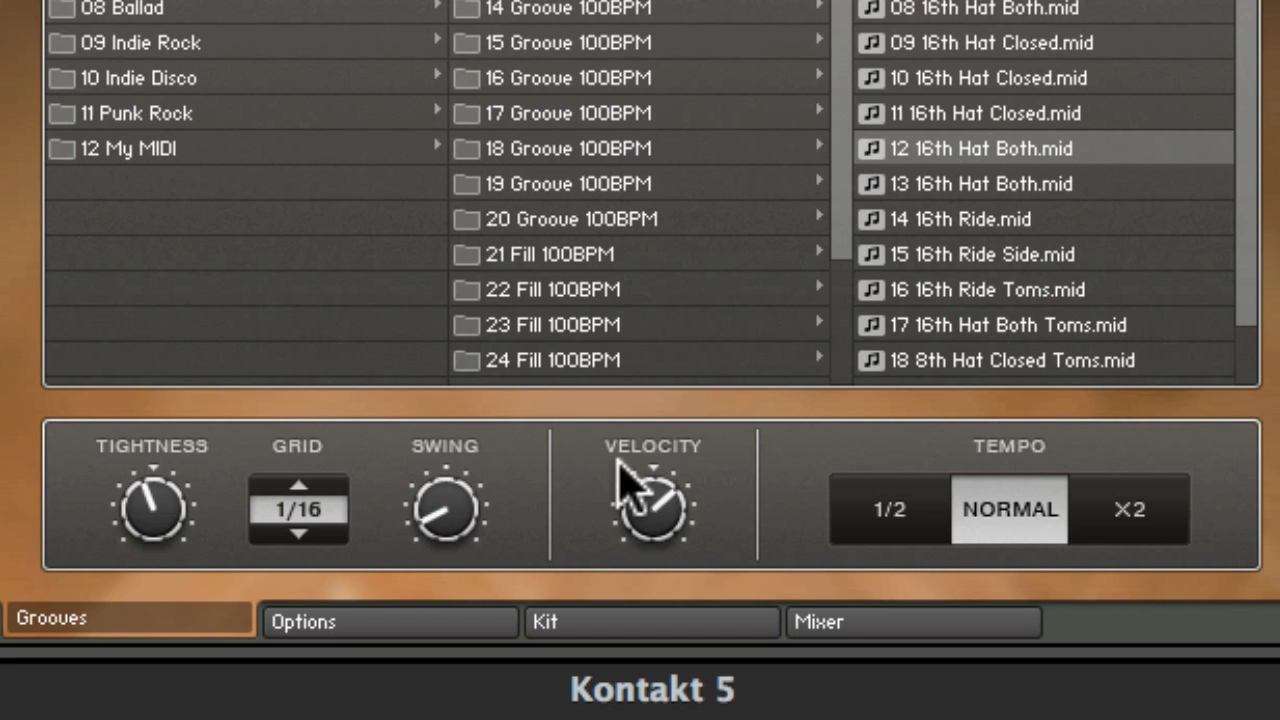 08 Ballad
09 Indie Rock
10 Indie Disco
11 Punk Rock
12 My MIDI
14 Groove 100BPM
15 Groove 100BPM
16 Groove 100BPM
17 Groove 100BPM
18 Groove 100BPM
19 Groove 100BPM
20 Groove 100BPM
21 Fill 100BPM
22 Fill 100BPM
23 Fill 100BPM
24 Fill 100BPM
08 16th Hat Both.mid
09 16th Hat Closed.mid
10 16th Hat Closed.mid
11 16th Hat Closed.mid
12 16th Hat Both.mid
13 16th Hat Both.mid
14 16th Ride.mid
15 16th Ride Side.mid
16 16th Ride Toms.mid
17 16th Hat Both Toms.mid
18 8th Hat Closed Toms.mid
TIGHTNESS
GRID
SWING
VELOCITY
TEMPO
1/16
1/2
NORMAL
X2
Grooves
Options
Kit
Mixer
Kontakt 5